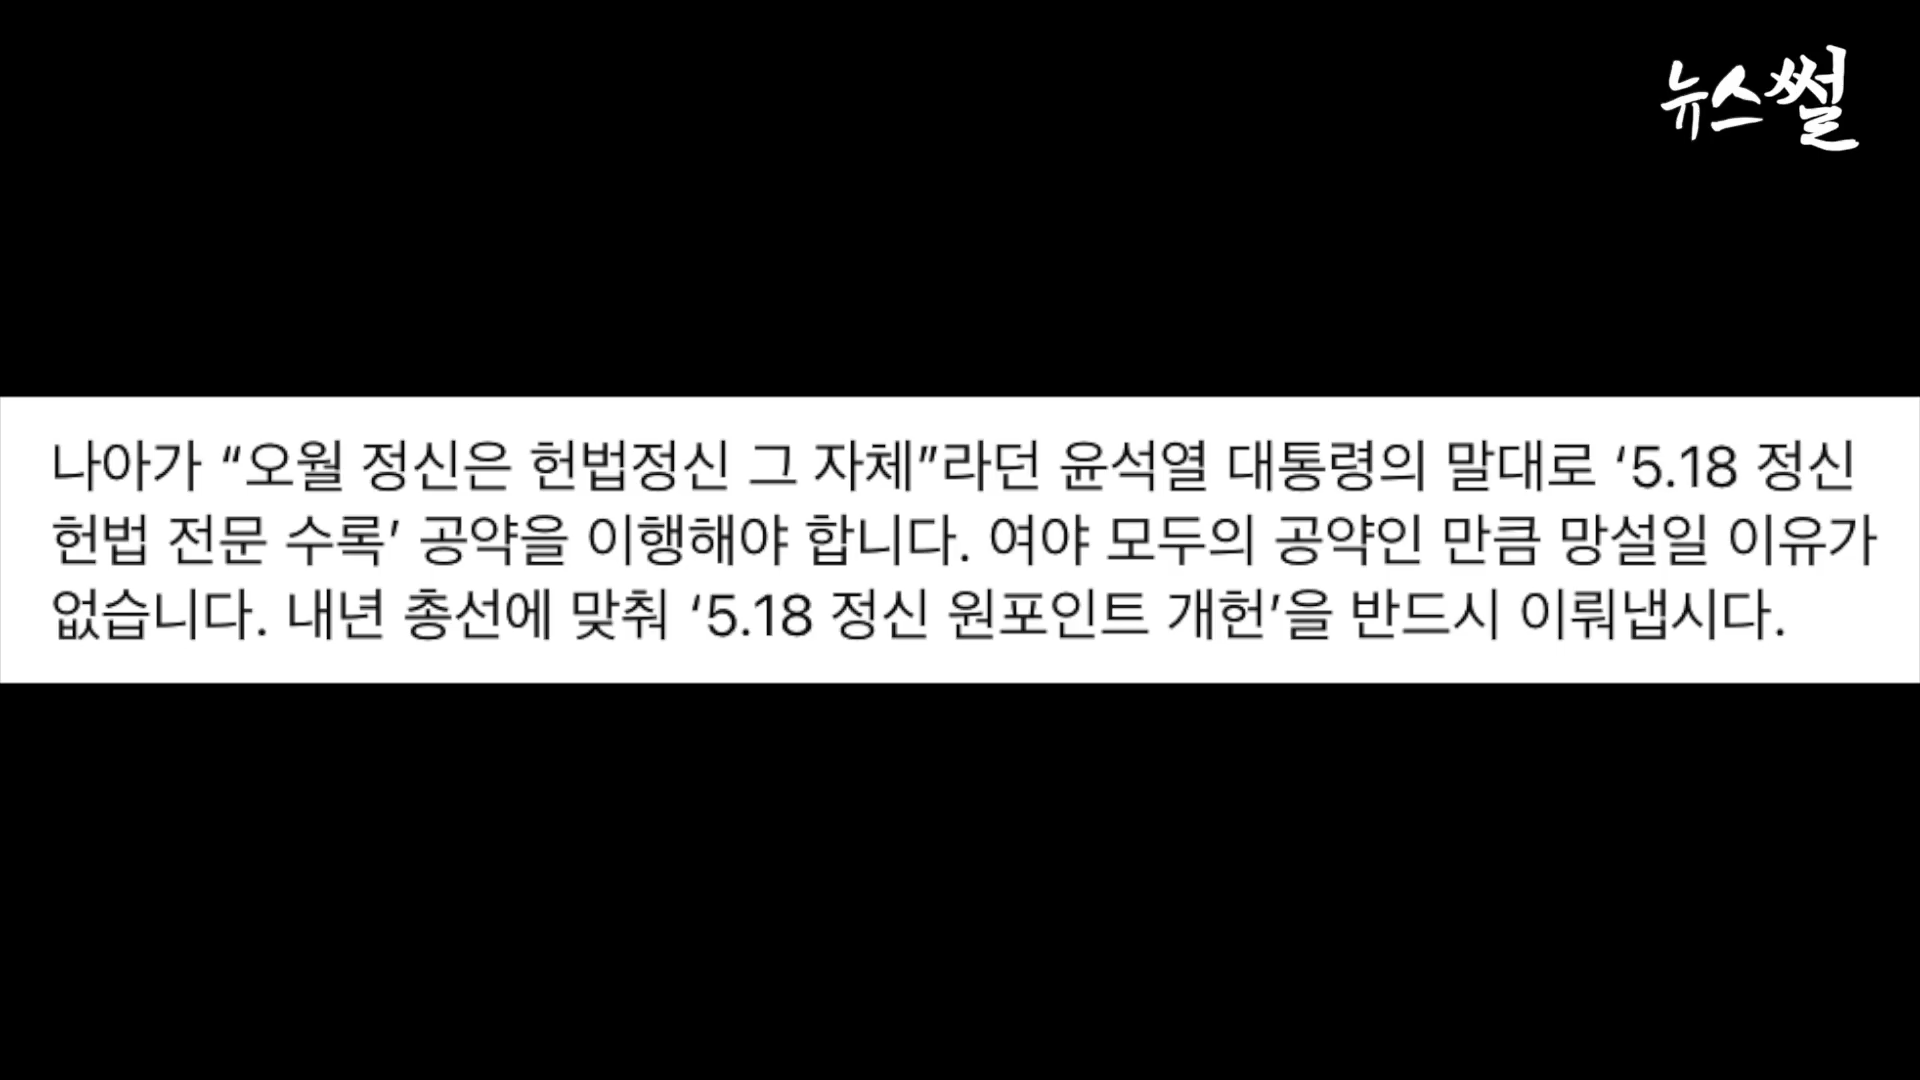 뉴스썰
나아가 “오월 정신은 헌법정신 그 자체”라던 윤석열 대통령의 말대로 ‘5.18 정신
헌법 전문 수록’ 공약을 이행해야 합니다. 여야 모두의 공약인 만큼 망설일 이유가
없습니다. 내년 총선에 맞춰 ‘5.18 정신 원포인트 개헌’을 반드시 이뤄냅시다.